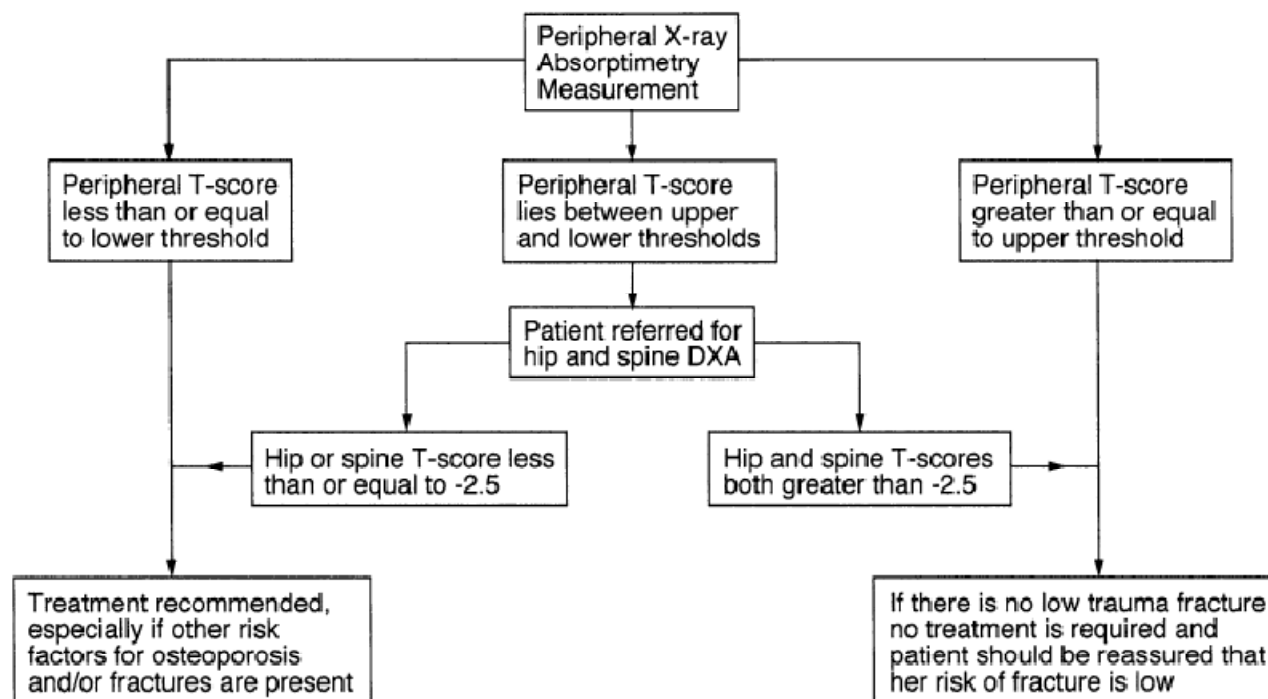 Peripheral X-ray
Absorptimetry
Measurement
Peripheral T-score
less than or equal
to lower threshold
Peripheral T-score
lies between upper
and lower thresholds
Peripheral T-score
greater than or equal
to upper threshold
Patient referred for
hip and spine DXA
Hip or spine T-score less
than or equal to -2.5
Hip and spine T-scores
both greater than -2.5
Treatment recommended,
especially if other risk
factors for osteoporosis
and/or fractures are present
If there is no low trauma fracture
no treatment is required and
patient should be reassured that
her risk of fracture is low